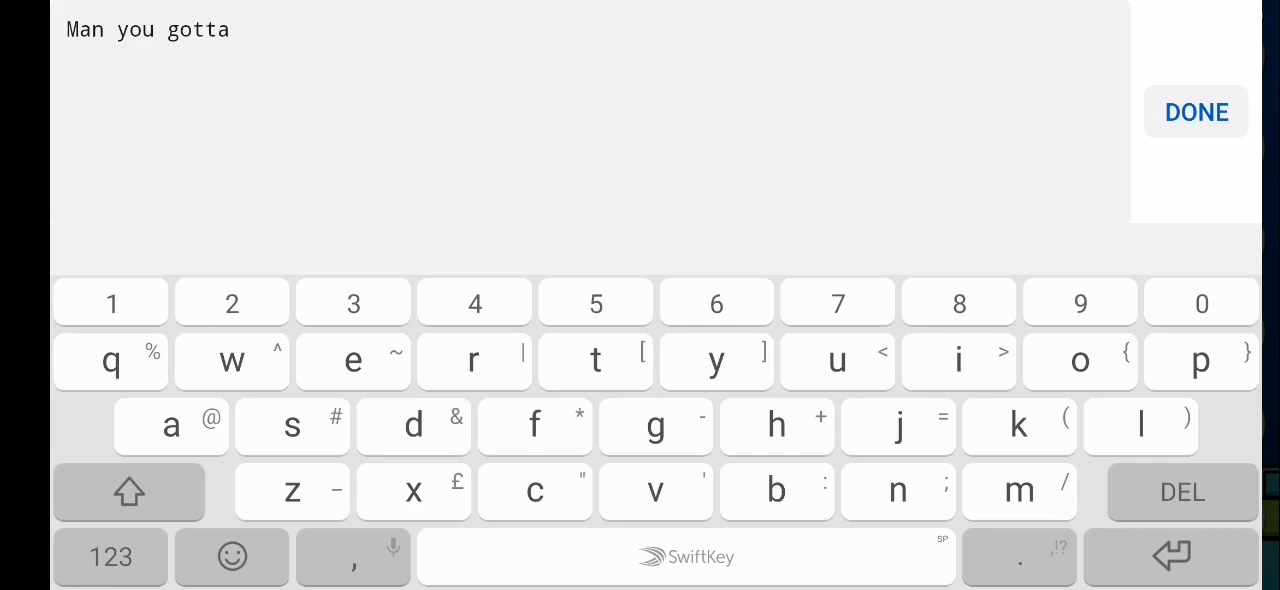 Man you gotta
DONE
1 2 3 4 5 6 7 8 9 0
q % w ^ e ~ r | t [ y ] u < i > o { p }
a @ s # d & f * g - h + j = k ( l )
z _ x £ c " v ' b : n ; m / DEL
123 , SwiftKey SP . ,!?